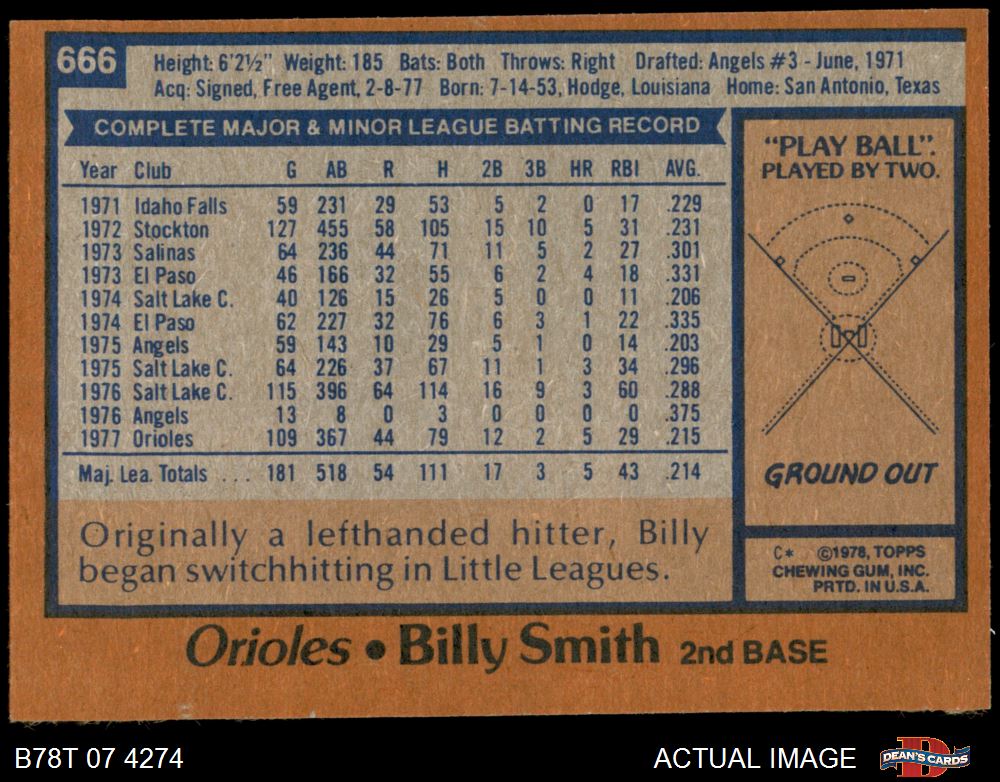 666
Height: 6'2½" Weight: 185 Bats: Both Throws: Right Drafted: Angels #3 - June, 1971
Acq: Signed, Free Agent, 2-8-77 Born: 7-14-53, Hodge, Louisiana Home: San Antonio, Texas
COMPLETE MAJOR & MINOR LEAGUE BATTING RECORD
Year Club G AB R H 2B 3B HR RBI AVG.
1971 Idaho Falls 59 231 29 53 5 2 0 17 .229
1972 Stockton 127 455 58 105 15 10 5 31 .231
1973 Salinas 64 236 44 71 11 5 2 27 .301
1973 El Paso 46 166 32 55 6 2 4 18 .331
1974 Salt Lake C. 40 126 15 26 5 0 0 11 .206
1974 El Paso 62 227 32 76 6 3 1 22 .335
1975 Angels 59 143 10 29 5 1 0 14 .203
1975 Salt Lake C. 64 226 37 67 11 1 3 34 .296
1976 Salt Lake C. 115 396 64 114 16 9 3 60 .288
1976 Angels 13 8 0 3 0 0 0 0 .375
1977 Orioles 109 367 44 79 12 2 5 29 .215
Maj. Lea. Totals ... 181 518 54 111 17 3 5 43 .214
Originally a lefthanded hitter, Billy
began switchhitting in Little Leagues.
"PLAY BALL".
PLAYED BY TWO.
GROUND OUT
C* ©1978, TOPPS
CHEWING GUM, INC.
PRTD. IN U.S.A.
Orioles • Billy Smith 2nd BASE
B78T 07 4274
ACTUAL IMAGE
DEAN'S CARDS